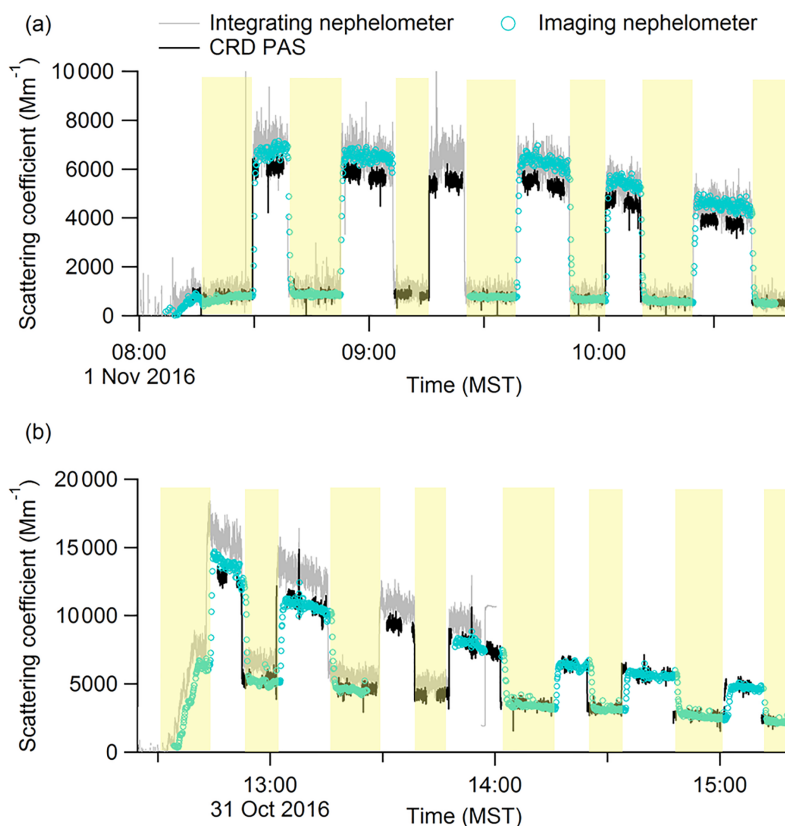 (a)
Integrating nephelometer Imaging nephelometer
CRD PAS
Scattering coefficient (Mm⁻¹)
10 000
8000
6000
4000
2000
0
08:00 09:00 10:00
1 Nov 2016
Time (MST)
(b)
Scattering coefficient (Mm⁻¹)
20 000
15 000
10 000
5000
0
13:00 14:00 15:00
31 Oct 2016
Time (MST)